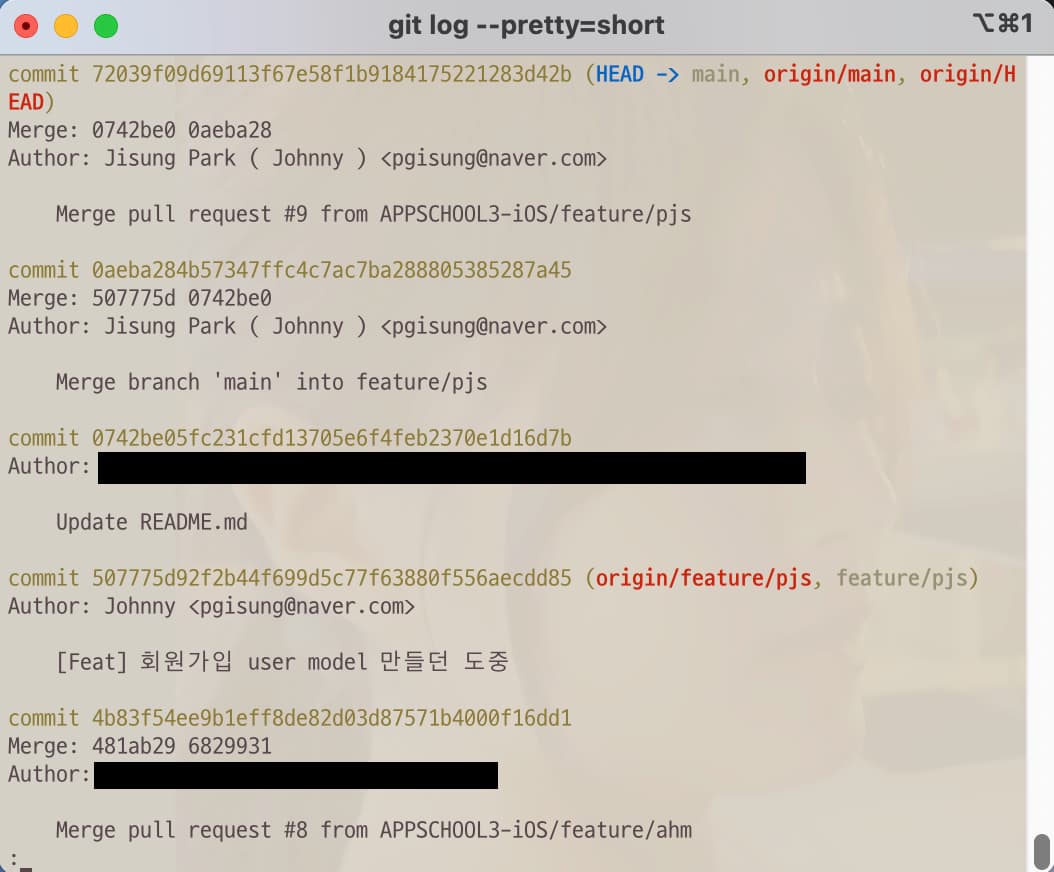 git log --pretty=short
⌥⌘1
commit 72039f09d69113f67e58f1b9184175221283d42b (HEAD -> main, origin/main, origin/H
EAD)
Merge: 0742be0 0aeba28
Author: Jisung Park ( Johnny ) <pgisung@naver.com>
Merge pull request #9 from APPSCHOOL3-iOS/feature/pjs
commit 0aeba284b57347ffc4c7ac7ba288805385287a45
Merge: 507775d 0742be0
Author: Jisung Park ( Johnny ) <pgisung@naver.com>
Merge branch 'main' into feature/pjs
commit 0742be05fc231cfd13705e6f4feb2370e1d16d7b
Author:
Update README.md
commit 507775d92f2b44f699d5c77f63880f556aecdd85 (origin/feature/pjs, feature/pjs)
Author: Johnny <pgisung@naver.com>
[Feat] 회원가입 user model 만들던 도중
commit 4b83f54ee9b1eff8de82d03d87571b4000f16dd1
Merge: 481ab29 6829931
Author:
Merge pull request #8 from APPSCHOOL3-iOS/feature/ahm
: